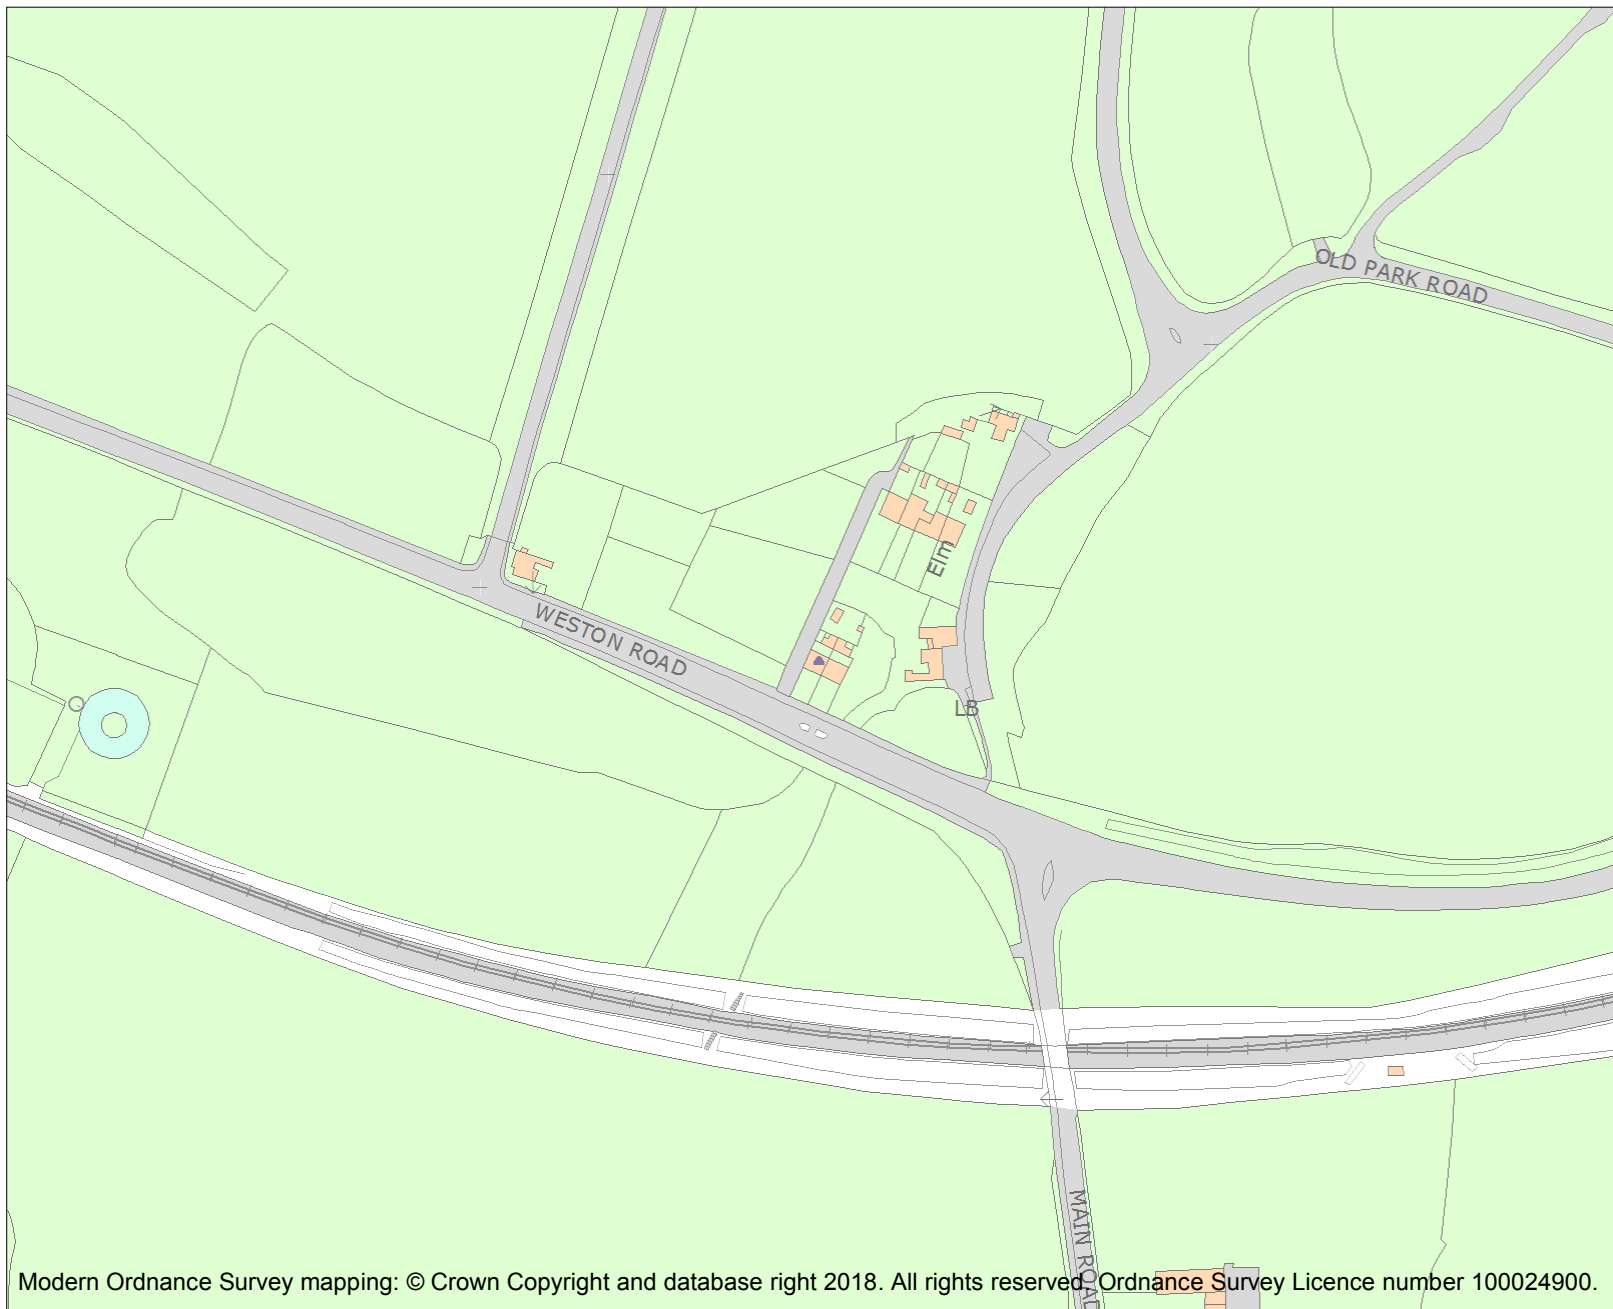 OLD PARK ROAD
Elm
WESTON ROAD
LB
MAIN ROAD
Modern Ordnance Survey mapping: © Crown Copyright and database right 2018. All rights reserved. Ordnance Survey Licence number 100024900.